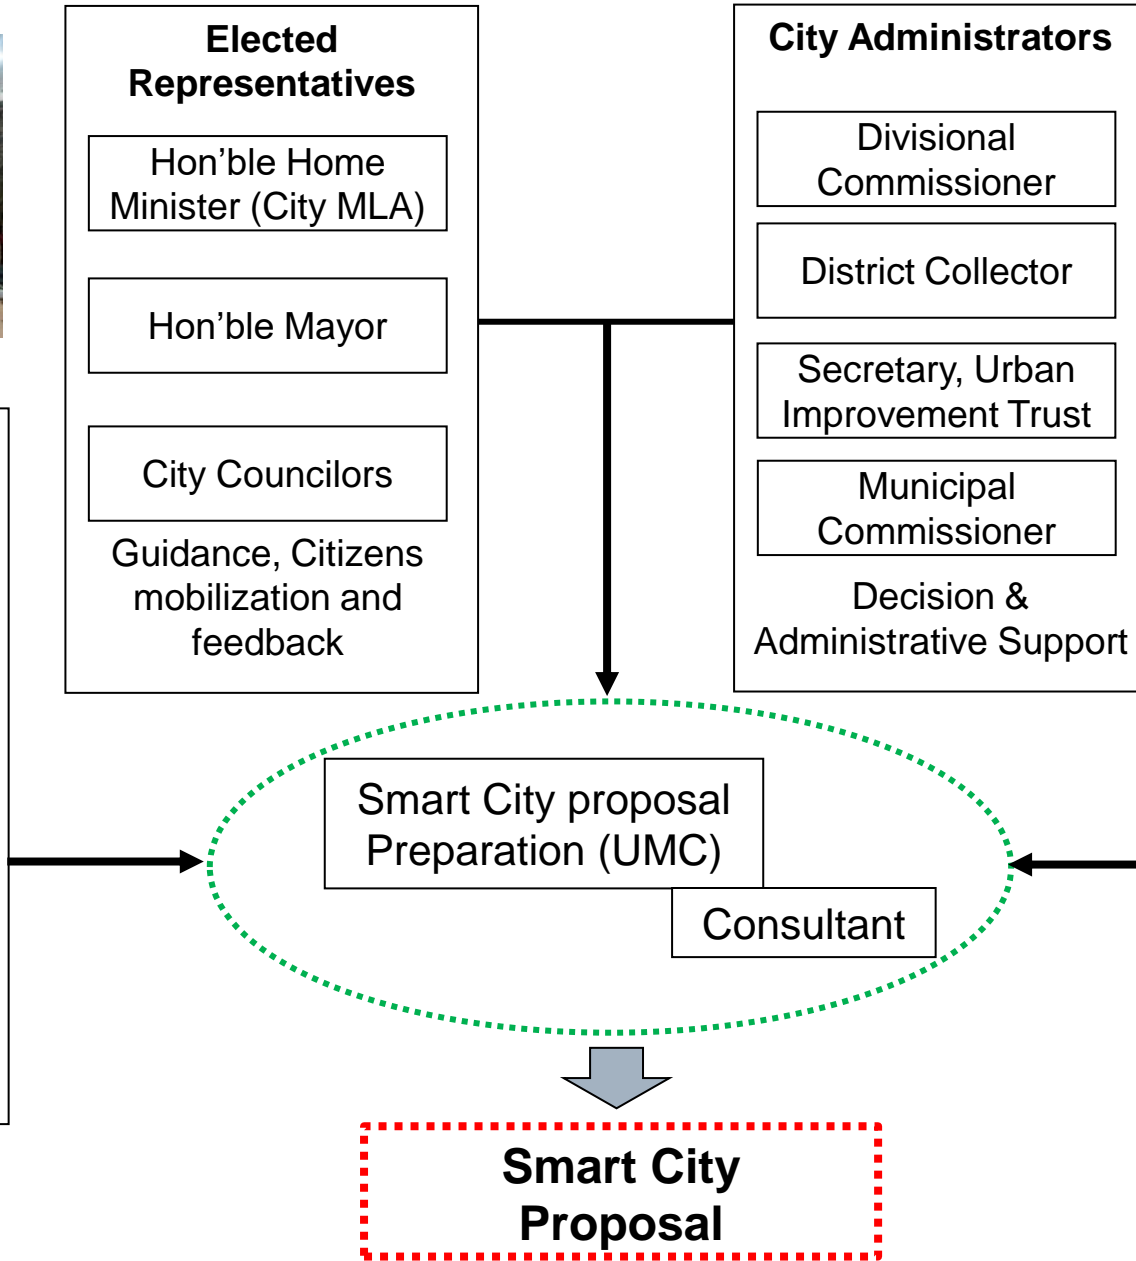 Elected
Representatives
Hon’ble Home
Minister (City MLA)
Hon’ble Mayor
City Councilors
Guidance, Citizens
mobilization and
feedback
City Administrators
Divisional
Commissioner
District Collector
Secretary, Urban
Improvement Trust
Municipal
Commissioner
Decision &
Administrative Support
Smart City proposal
Preparation (UMC)
Consultant
Smart City
Proposal